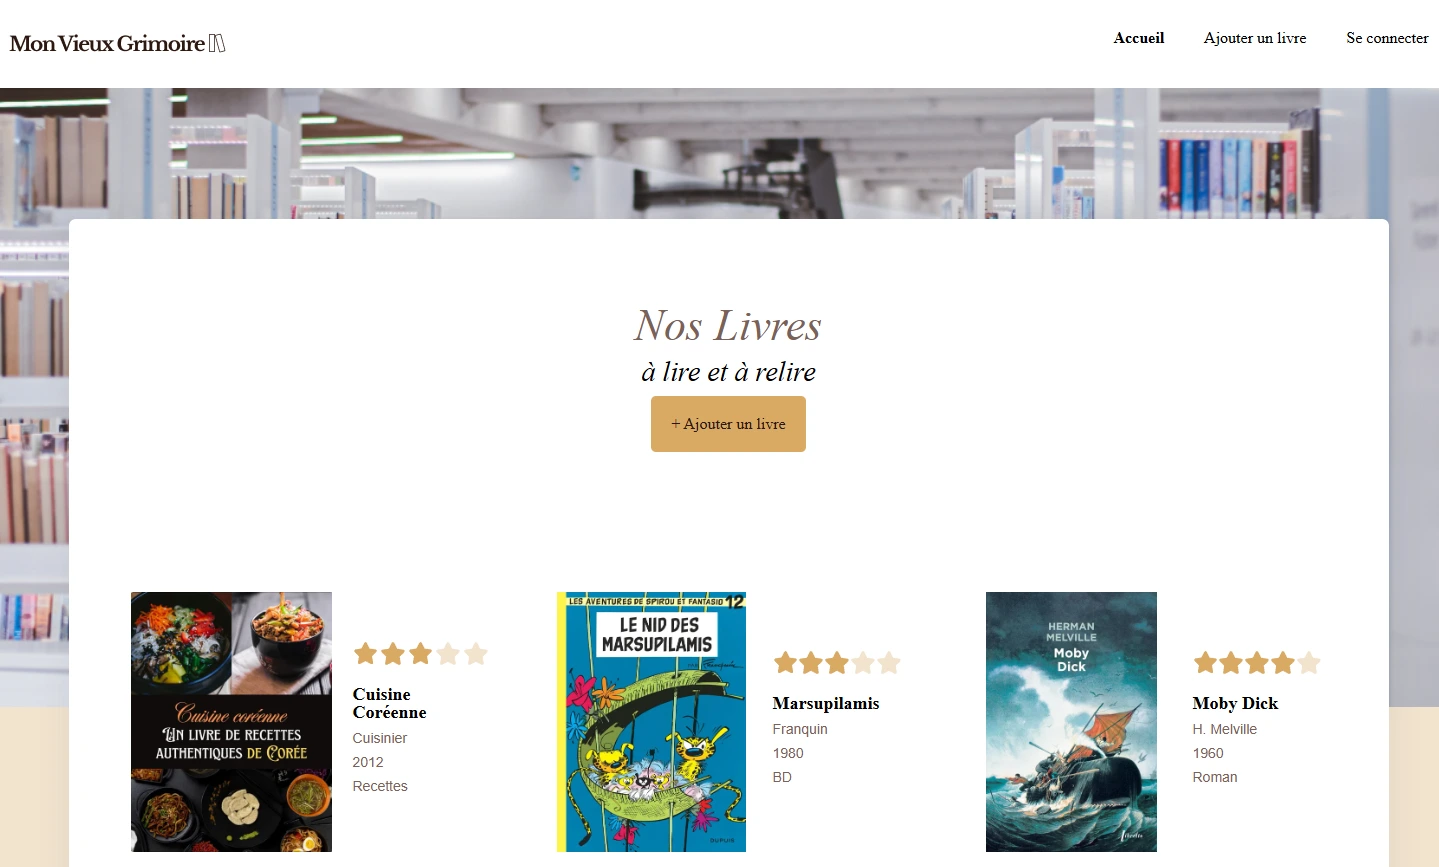 Mon Vieux Grimoire
Accueil
Ajouter un livre
Se connecter
Nos Livres
à lire et à relire
+ Ajouter un livre
Cuisine coréenne
UN LIVRE DE RECETTES
AUTHENTIQUES DE CORÉE
Cuisine
Coréenne
Cuisinier
2012
Recettes
LES AVENTURES DE SPIROU ET FANTASIO 12
LE NID DES
MARSUPILAMIS
PAR Franquin
DUPUIS
Marsupilamis
Franquin
1980
BD
HERMAN
MELVILLE
Moby
Dick
libretto
Moby Dick
H. Melville
1960
Roman